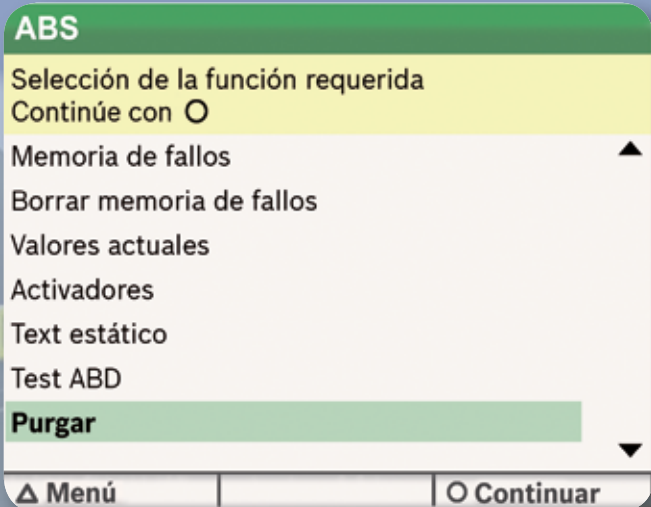 ABS
Selección de la función requerida
Continúe con O
Memoria de fallos
Borrar memoria de fallos
Valores actuales
Activadores
Text estático
Test ABD
Purgar
Δ Menú
O Continuar